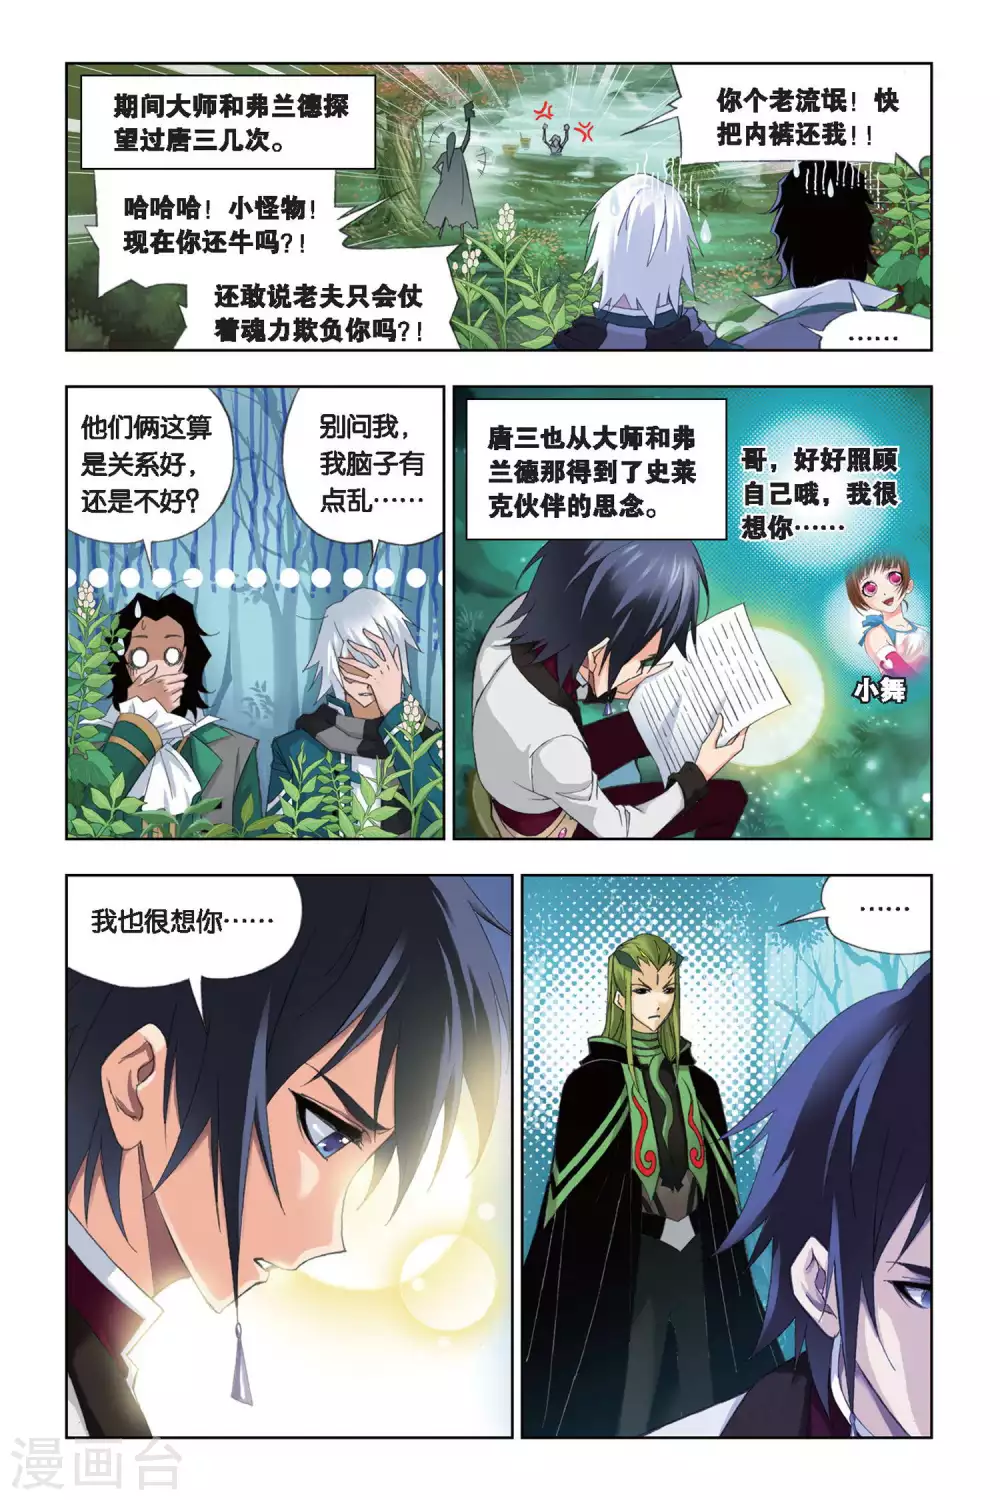 期间大师和弗兰德探
望过唐三几次。
你个老流氓！快
把内裤还我！！
哈哈哈！小怪物！
现在你还牛吗？！
还敢说老夫只会仗
着魂力欺负你吗？！
……
他们俩这算
是关系好，
还是不好？
别问我，
我脑子有
点乱……
唐三也从大师和弗
兰德那得到了史莱
克伙伴的思念。
哥，好好照顾
自己哦，我很
想你……
小舞
我也很想你……
……
漫画台